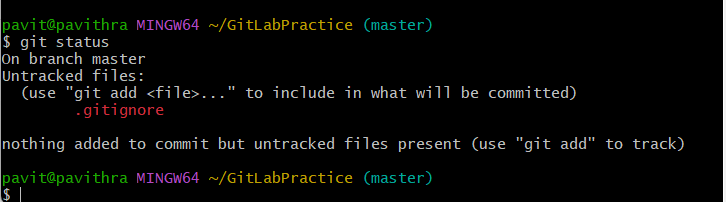 pavit@pavithra MINGW64 ~/GitLabPractice (master)
$ git status
On branch master
Untracked files:
  (use "git add <file>..." to include in what will be committed)
        .gitignore

nothing added to commit but untracked files present (use "git add" to track)

pavit@pavithra MINGW64 ~/GitLabPractice (master)
$